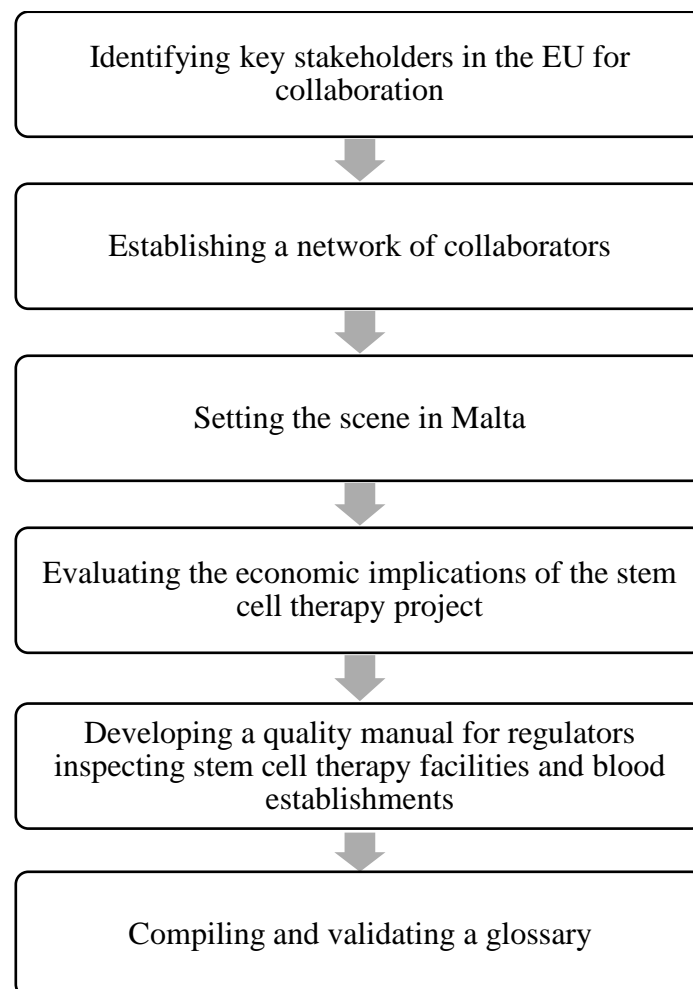 Identifying key stakeholders in the EU for
collaboration
Establishing a network of collaborators
Setting the scene in Malta
Evaluating the economic implications of the stem
cell therapy project
Developing a quality manual for regulators
inspecting stem cell therapy facilities and blood
establishments
Compiling and validating a glossary